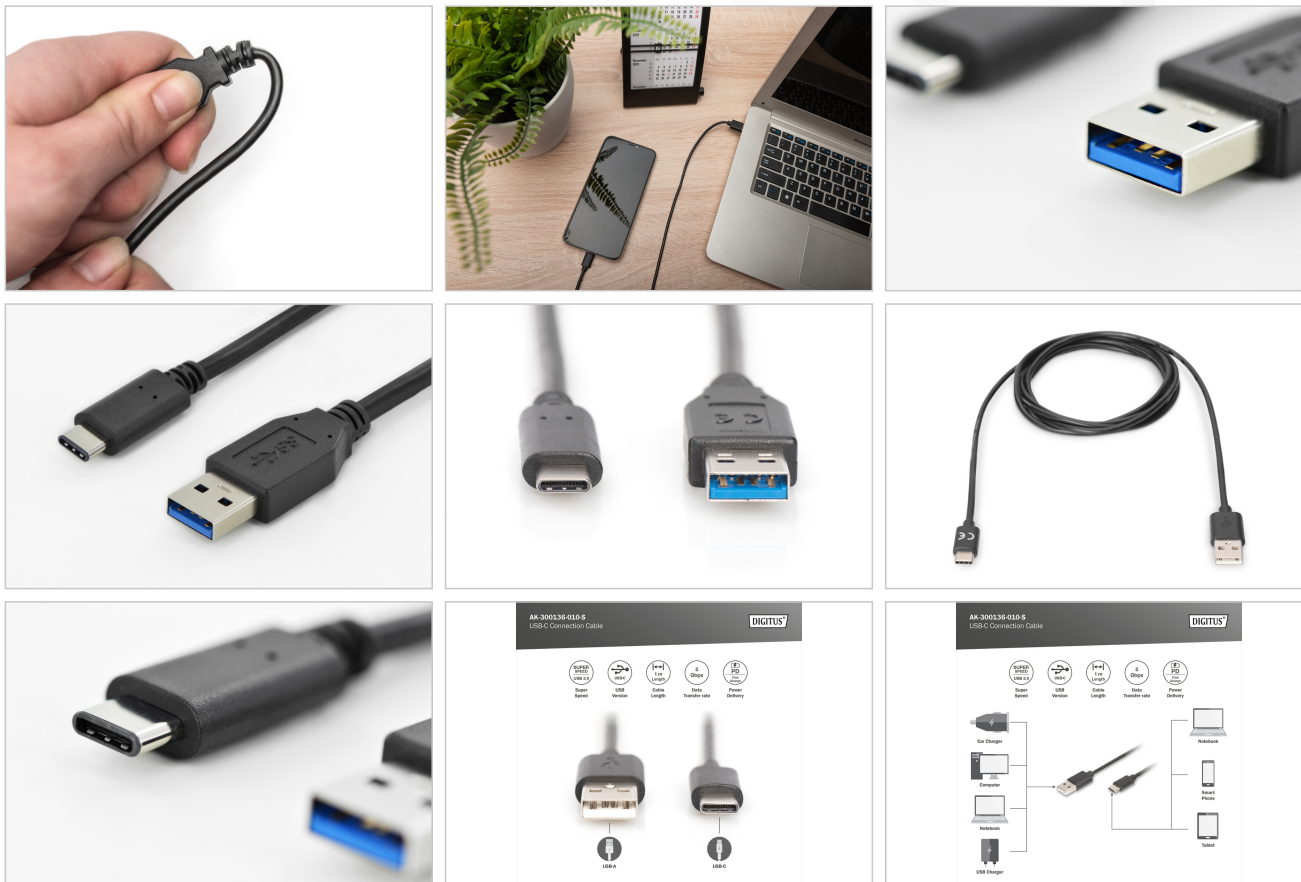 CE
AK-300136-010-S
USB-C Connection Cable
DIGITUS®
SUPER
SPEED
USB 3.0
USB-C
1 m
Length
5
Gbps
PD
Super
Speed
USB
Version
Cable
Length
Data
Transfer rate
Power
Delivery
USB-A
USB-C
AK-300136-010-S
USB-C Connection Cable
DIGITUS®
SUPER
SPEED
USB 3.0
USB-C
1 m
Length
5
Gbps
PD
Super
Speed
USB
Version
Cable
Length
Data
Transfer rate
Power
Delivery
Car Charger
Computer
Notebook
USB Charger
Notebook
Smart
Phone
Tablet